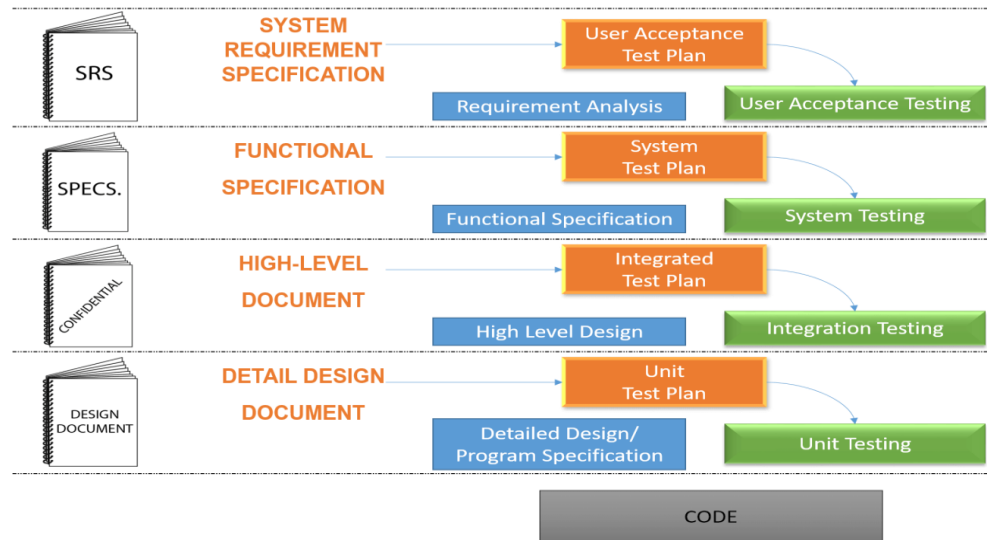 SRS
SYSTEM
REQUIREMENT
SPECIFICATION
User Acceptance
Test Plan
Requirement Analysis
User Acceptance Testing
SPECS.
FUNCTIONAL
SPECIFICATION
System
Test Plan
Functional Specification
System Testing
CONFIDENTIAL
HIGH-LEVEL
DOCUMENT
Integrated
Test Plan
High Level Design
Integration Testing
DESIGN
DOCUMENT
DETAIL DESIGN
DOCUMENT
Unit
Test Plan
Detailed Design/
Program Specification
Unit Testing
CODE